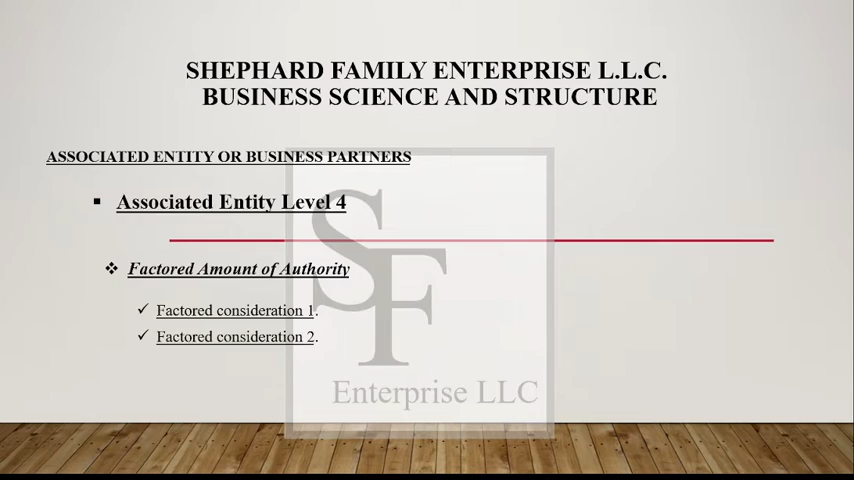 SHEPHARD FAMILY ENTERPRISE L.L.C.
BUSINESS SCIENCE AND STRUCTURE
ASSOCIATED ENTITY OR BUSINESS PARTNERS
▪ Associated Entity Level 4
❖ Factored Amount of Authority
✓ Factored consideration 1.
✓ Factored consideration 2.
SF
Enterprise LLC